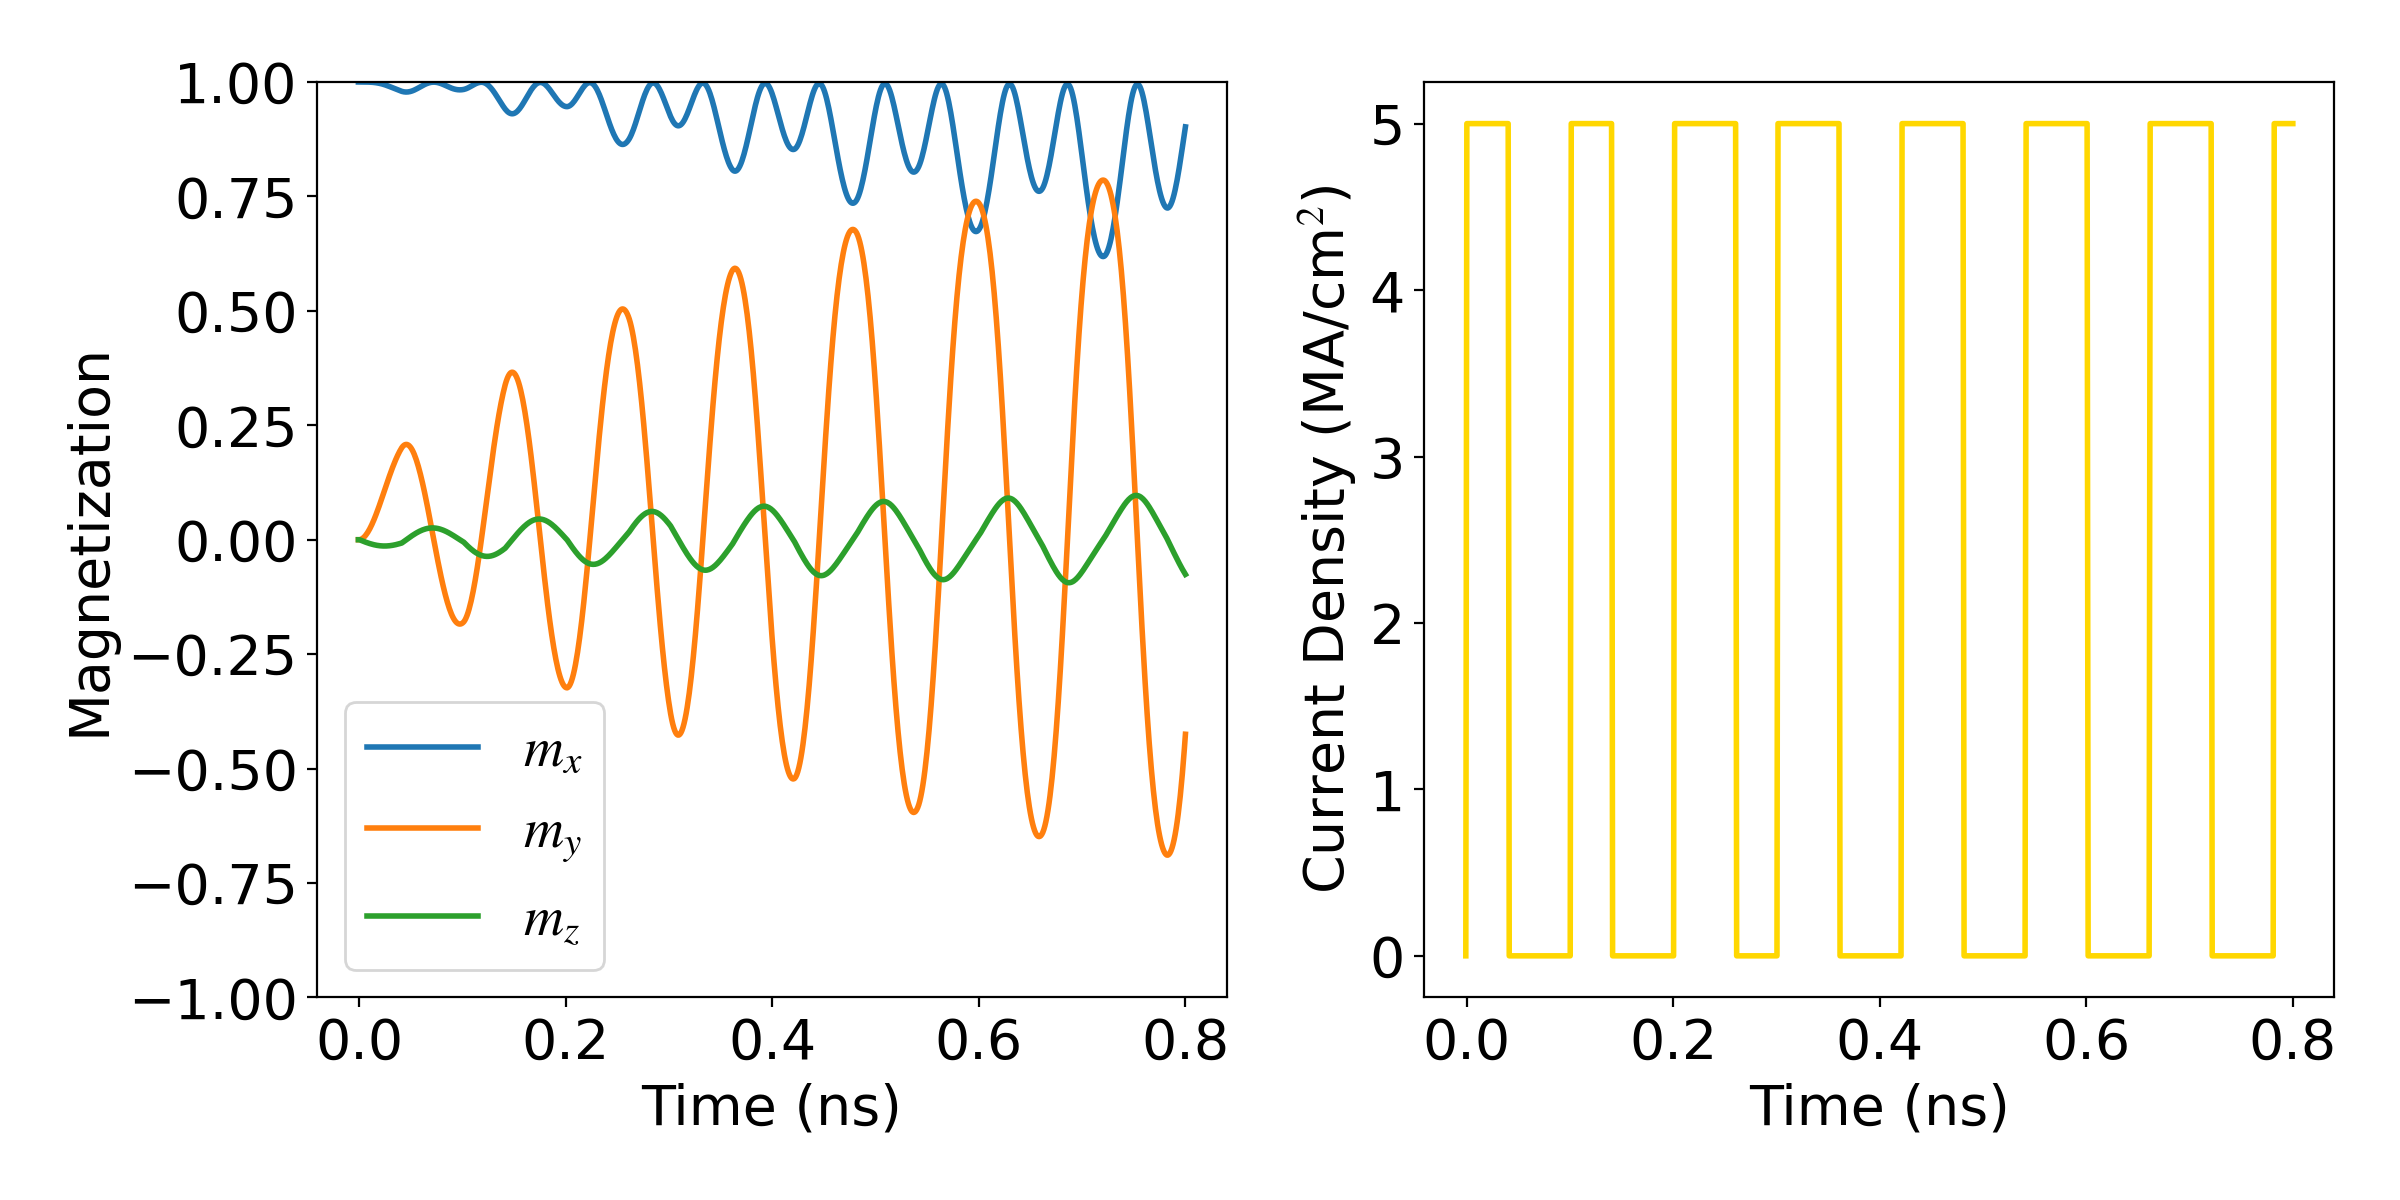 1.00
0.75
0.50
0.25
0.00
−0.25
−0.50
−0.75
−1.00
Magnetization
m_x
m_y
m_z
0.0 0.2 0.4 0.6 0.8
Time (ns)
5
4
3
2
1
0
Current Density (MA/cm²)
0.0 0.2 0.4 0.6 0.8
Time (ns)